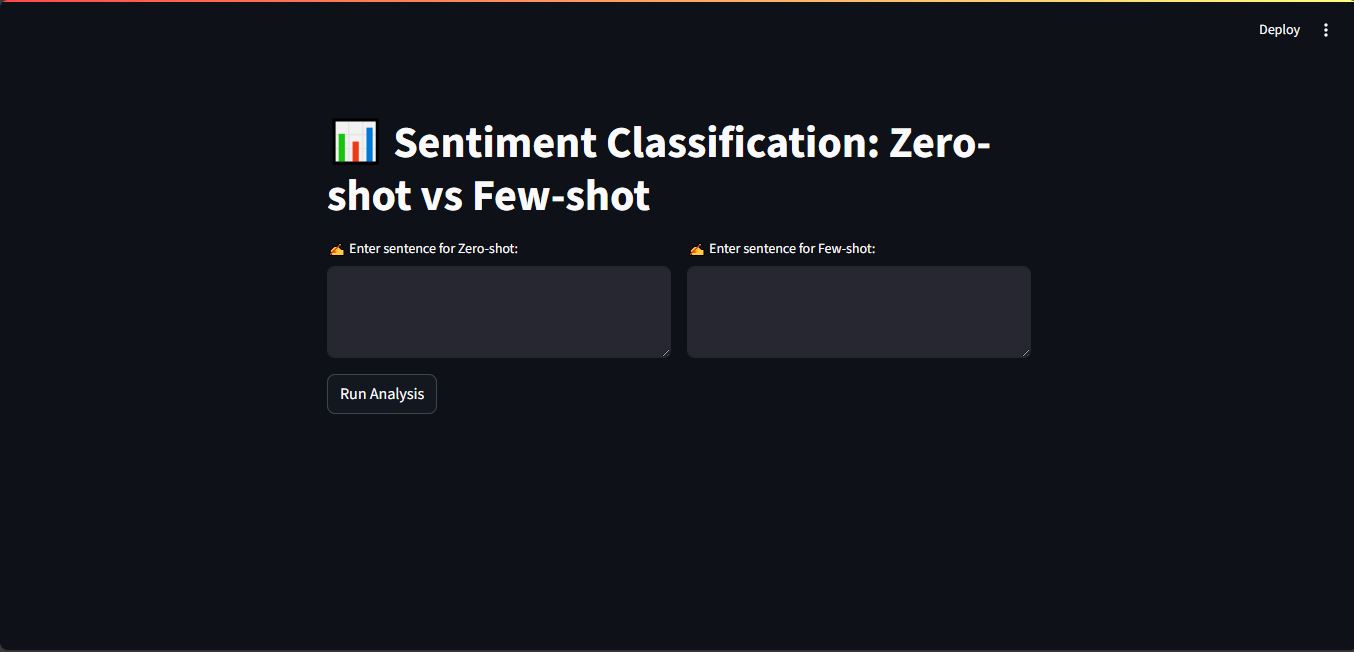 Deploy
📊 Sentiment Classification: Zero-
shot vs Few-shot
✍️ Enter sentence for Zero-shot:
✍️ Enter sentence for Few-shot:
Run Analysis